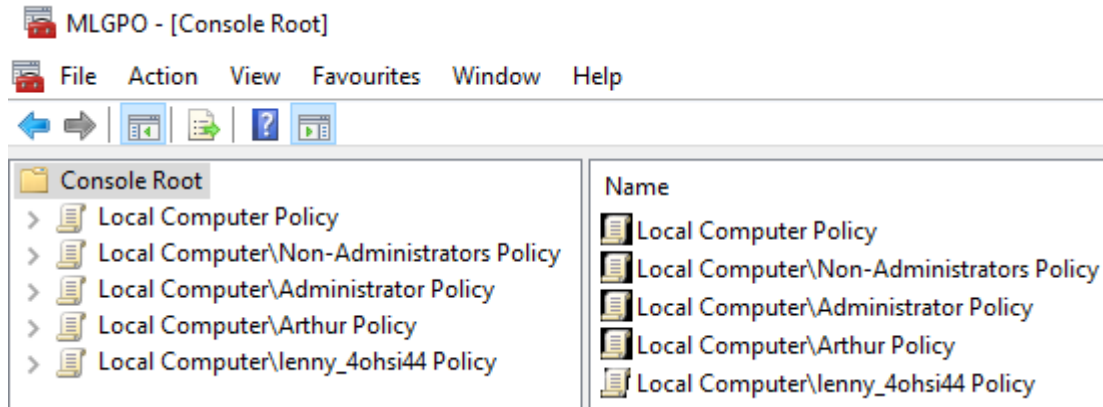 MLGPO - [Console Root]
File Action View Favourites Window Help
Console Root
Local Computer Policy
Local Computer\Non-Administrators Policy
Local Computer\Administrator Policy
Local Computer\Arthur Policy
Local Computer\lenny_4ohsi44 Policy
Name
Local Computer Policy
Local Computer\Non-Administrators Policy
Local Computer\Administrator Policy
Local Computer\Arthur Policy
Local Computer\lenny_4ohsi44 Policy